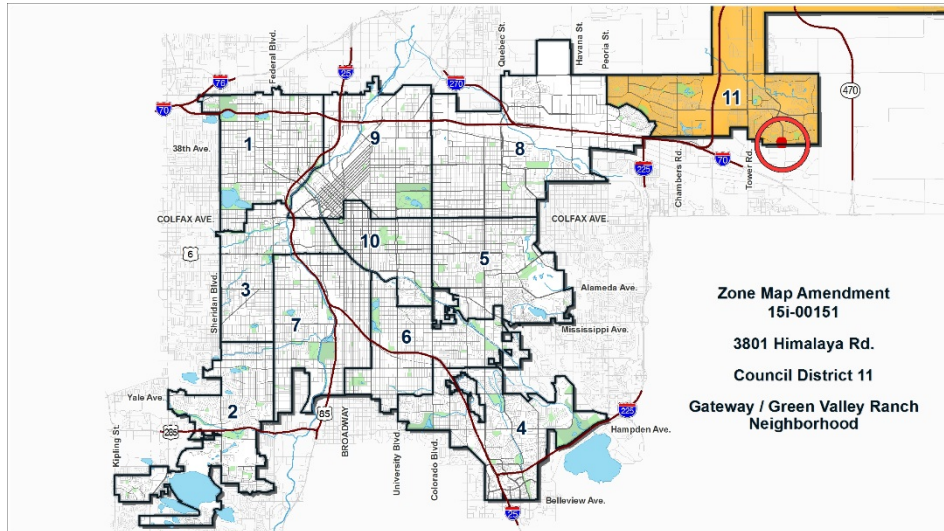 Federal Blvd.
Quebec St.
Havana St.
Peoria St.
70
25
270
70
470
11
1
9
8
38th Ave.
225
Chambers Rd.
70
Tower Rd.
COLFAX AVE.
COLFAX AVE.
6
10
5
3
Sheridan Blvd.
Alameda Ave.
7
6
Mississippi Ave.
Zone Map Amendment
15i-00151
3801 Himalaya Rd.
Council District 11
Gateway / Green Valley Ranch
Neighborhood
Yale Ave.
2
85
4
225
285
Hampden Ave.
Kipling St.
BROADWAY
University Blvd
Colorado Blvd.
Belleview Ave.
25